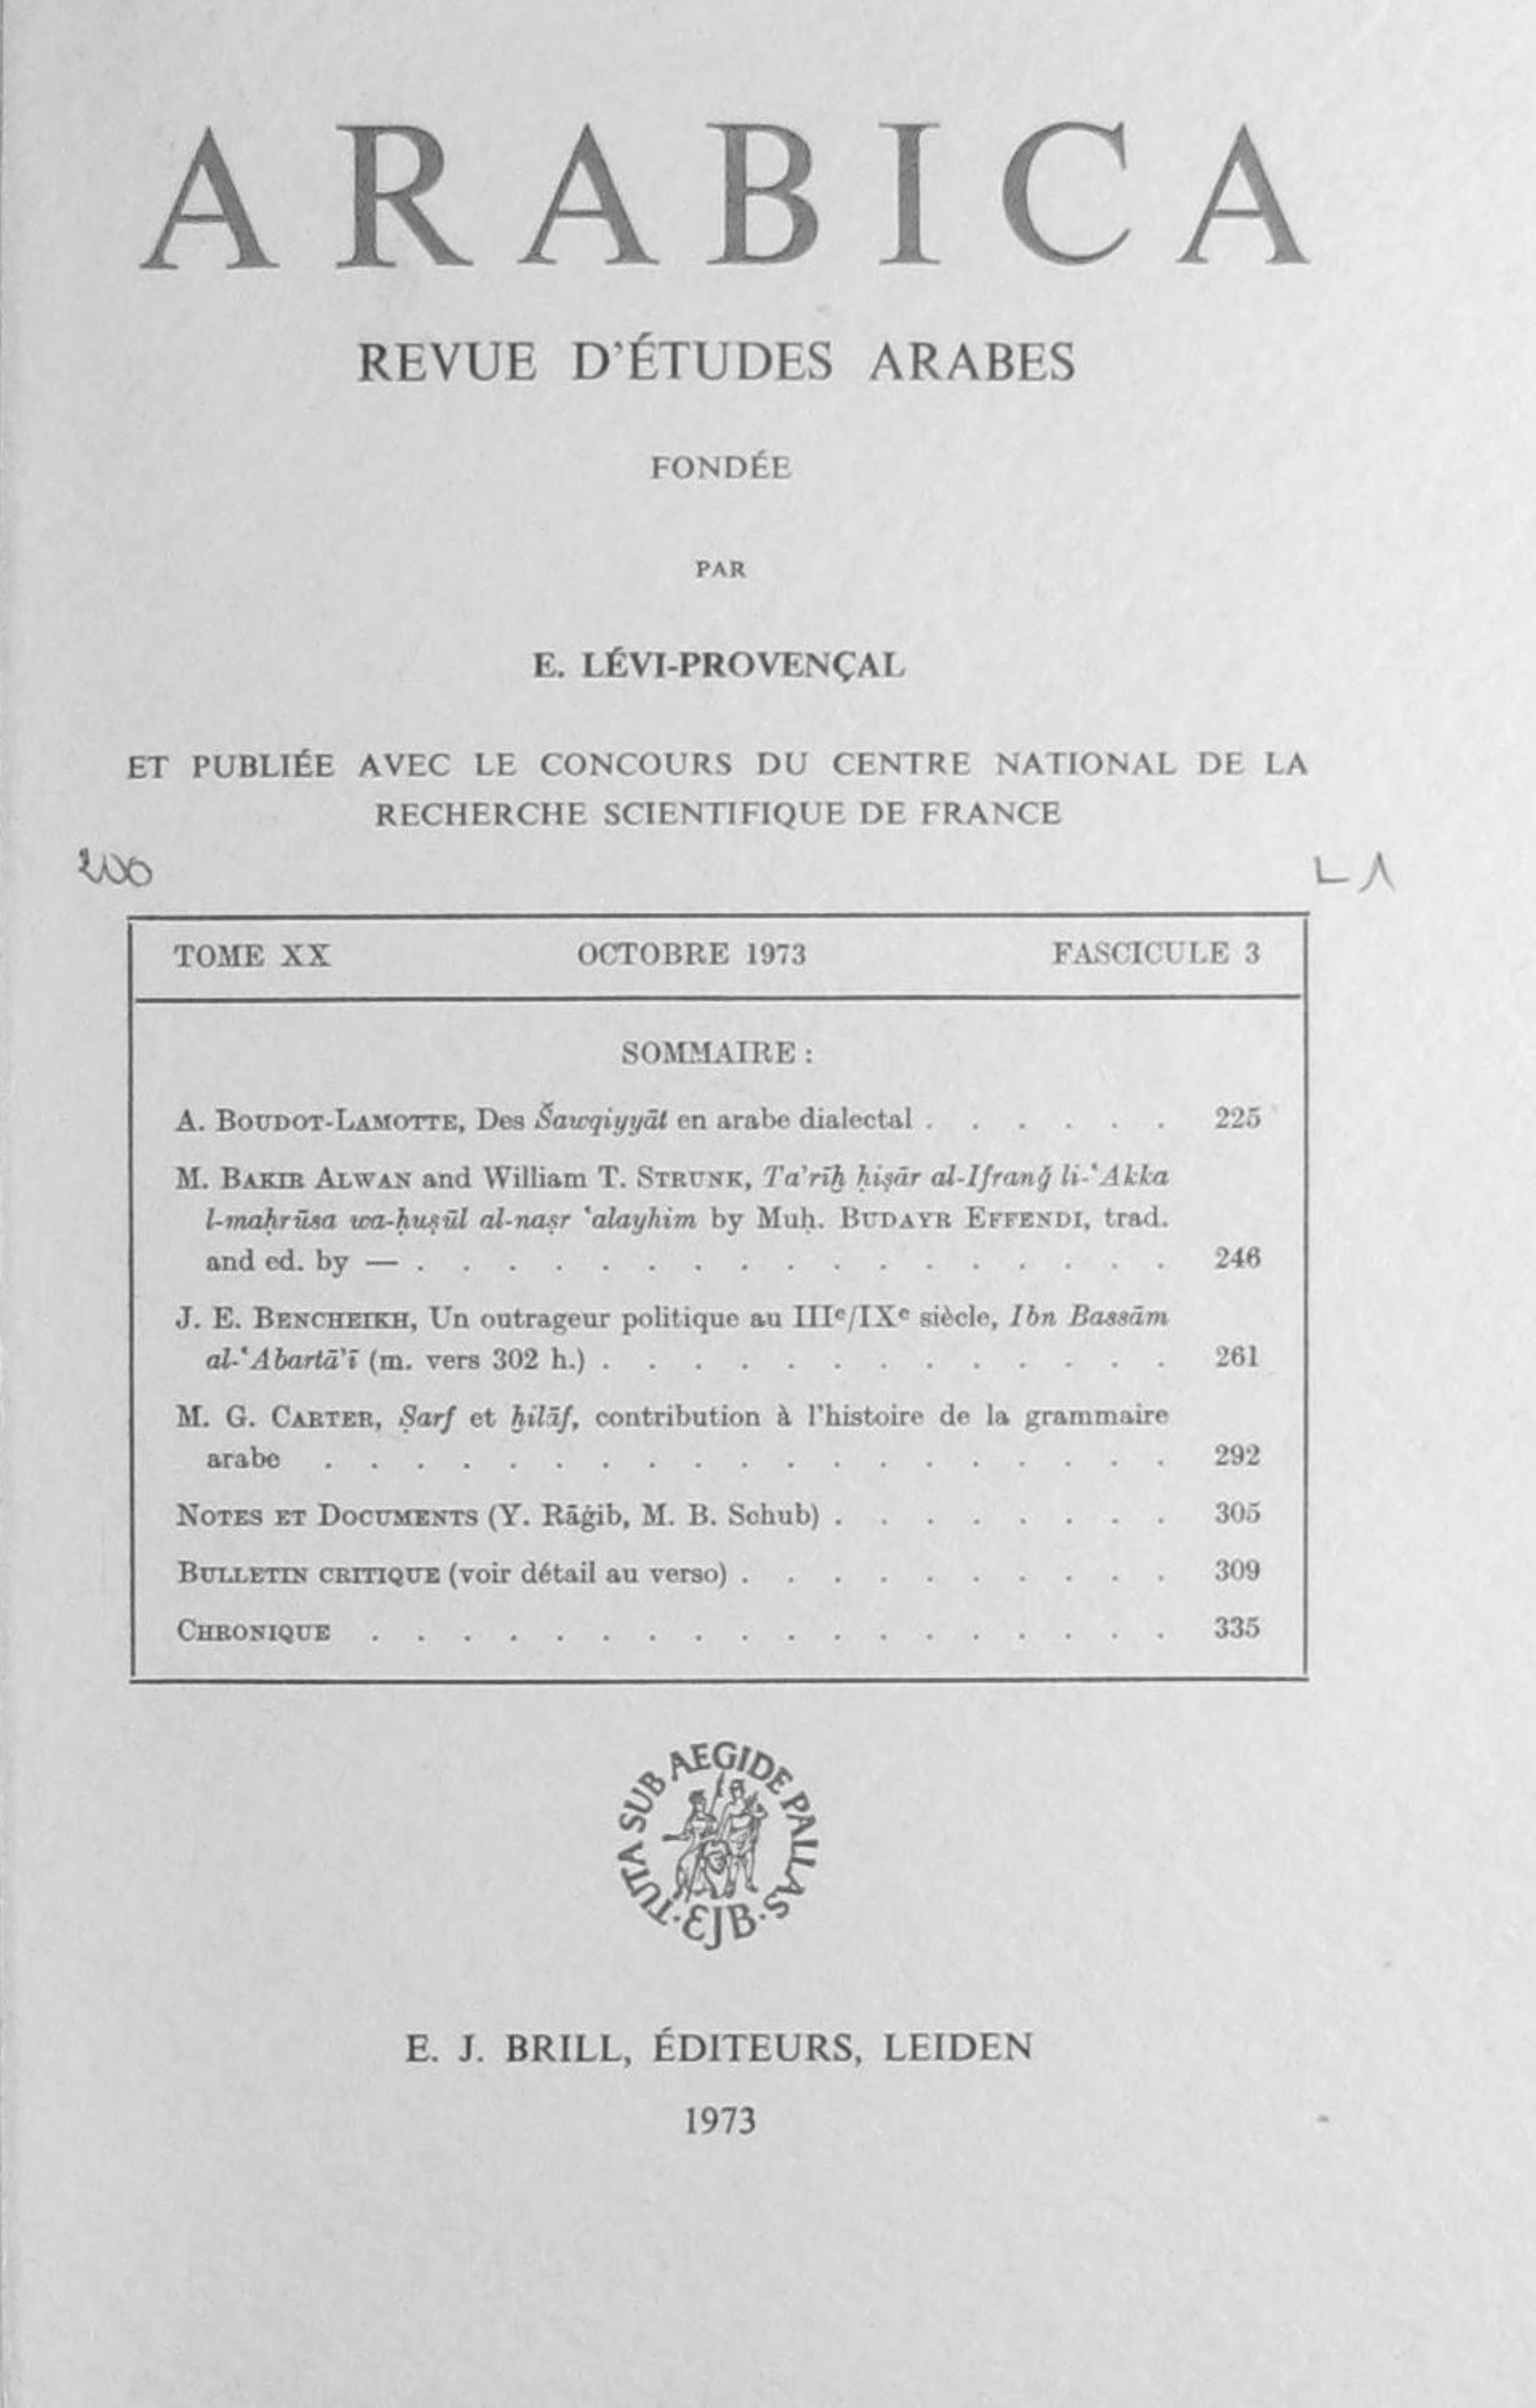 ARABICA
REVUE D'ÉTUDES ARABES
FONDÉE
PAR
E. LÉVI-PROVENÇAL
ET PUBLIÉE AVEC LE CONCOURS DU CENTRE NATIONAL DE LA
RECHERCHE SCIENTIFIQUE DE FRANCE
200
L1
TOME XX OCTOBRE 1973 FASCICULE 3
SOMMAIRE :
A. BOUDOT-LAMOTTE, Des Šawqiyyāt en arabe dialectal . . . . . . 225
M. BAKIR ALWAN and William T. STRUNK, Ta'rīḫ ḥiṣār al-Ifranǧ li-ʿAkka
l-maḥrūsa wa-ḥuṣūl al-naṣr ʿalayhim by Muḥ. BUDAYR EFFENDI, trad.
and ed. by — . . . . . . . . . . . . . . . . . 246
J. E. BENCHEIKH, Un outrageur politique au IIIe/IXe siècle, Ibn Bassām
al-ʿAbartā'ī (m. vers 302 h.) . . . . . . . . . . . . . 261
M. G. CARTER, Ṣarf et ḫilāf, contribution à l'histoire de la grammaire
arabe . . . . . . . . . . . . . . . . . . . 292
NOTES ET DOCUMENTS (Y. Rāġib, M. B. Schub) . . . . . . . . 305
BULLETIN CRITIQUE (voir détail au verso) . . . . . . . . . . 309
CHRONIQUE . . . . . . . . . . . . . . . . . . 335
TUTA SUB AEGIDE PALLAS
·EJB·
E. J. BRILL, ÉDITEURS, LEIDEN
1973